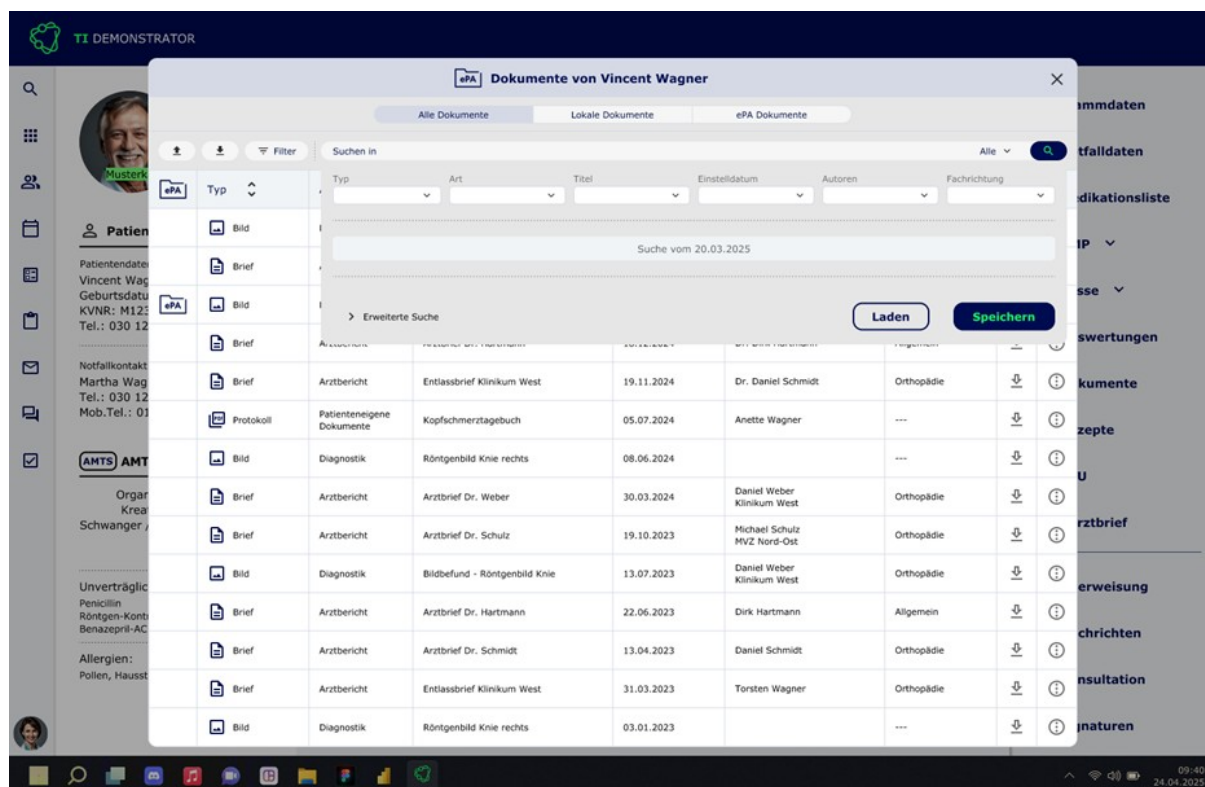 TI DEMONSTRATOR
ePA Dokumente von Vincent Wagner
Alle Dokumente Lokale Dokumente ePA Dokumente
Filter Suchen in Alle
Typ Art Titel Einstelldatum Autoren Fachrichtung
Suche vom 20.03.2025
Erweiterte Suche Laden Speichern
ePA Typ
Bild
Brief
ePA Bild
Brief
Brief Arztbericht Entlassbrief Klinikum West 19.11.2024 Dr. Daniel Schmidt Orthopädie
PDF Protokoll Patienteneigene Dokumente Kopfschmerztagebuch 05.07.2024 Anette Wagner ---
Bild Diagnostik Röntgenbild Knie rechts 08.06.2024 ---
Brief Arztbericht Arztbrief Dr. Weber 30.03.2024 Daniel Weber Klinikum West Orthopädie
Brief Arztbericht Arztbrief Dr. Schulz 19.10.2023 Michael Schulz MVZ Nord-Ost Orthopädie
Bild Diagnostik Bildbefund - Röntgenbild Knie 13.07.2023 Daniel Weber Klinikum West Orthopädie
Brief Arztbericht Arztbrief Dr. Hartmann 22.06.2023 Dirk Hartmann Allgemein
Brief Arztbericht Arztbrief Dr. Schmidt 13.04.2023 Daniel Schmidt Orthopädie
Brief Arztbericht Entlassbrief Klinikum West 31.03.2023 Torsten Wagner Orthopädie
Bild Diagnostik Röntgenbild Knie rechts 03.01.2023 ---
Musterk
Patien
Patientendate
Vincent Wag
Geburtsdatu
KVNR: M123
Tel.: 030 12
Notfallkontakt
Martha Wag
Tel.: 030 12
Mob.Tel.: 01
AMTS AMT
Organ
Kreat
Schwanger /
Unverträglic
Penicillin
Röntgen-Kont
Benazepril-AC
Allergien:
Pollen, Hausst
ammdaten
tfalldaten
dikationsliste
IP
sse
swertungen
kumente
zepte
U
rztbrief
erweisung
chrichten
nsultation
gnaturen
09:40
24.04.2025